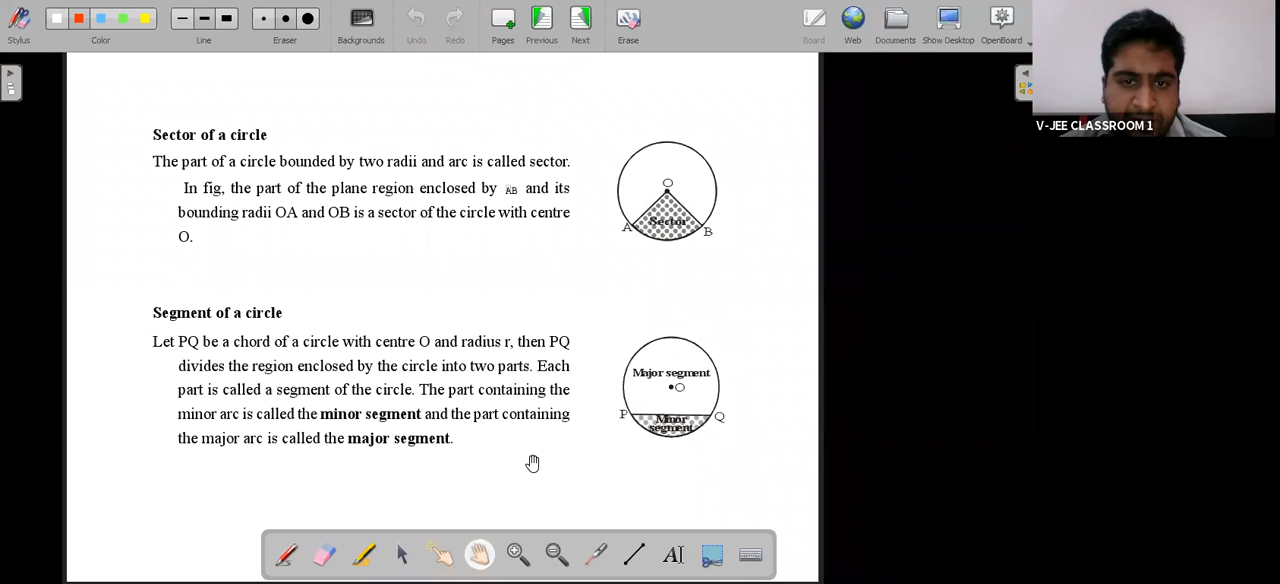 Stylus
Color
Line
Eraser
Backgrounds
Undo
Redo
Pages
Previous
Next
Erase
Board
Web
Documents
Show Desktop
OpenBoard
V-JEE CLASSROOM 1
Sector of a circle
The part of a circle bounded by two radii and arc is called sector.
In fig, the part of the plane region enclosed by AB and its
bounding radii OA and OB is a sector of the circle with centre
O.
O
Sector
A
B
Segment of a circle
Let PQ be a chord of a circle with centre O and radius r, then PQ
divides the region enclosed by the circle into two parts. Each
part is called a segment of the circle. The part containing the
minor arc is called the minor segment and the part containing
the major arc is called the major segment.
Major segment
O
P
Q
Minor
segment
A